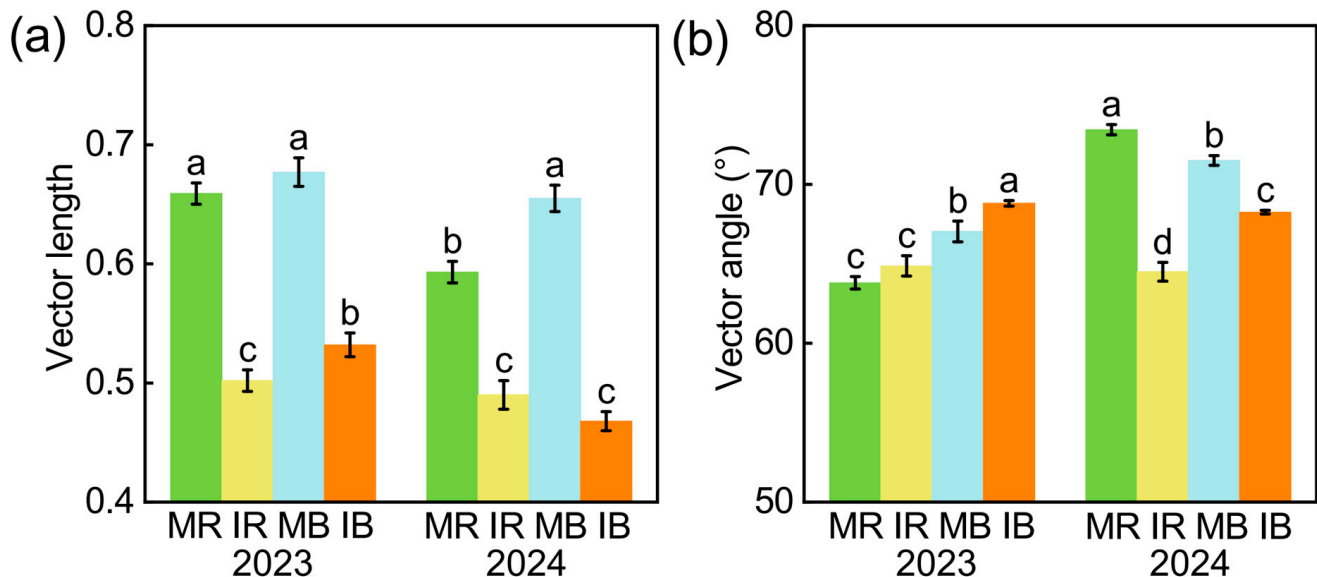 (a)
Vector length
0.8
0.7
0.6
0.5
0.4
a
c
a
b
b
c
a
c
MR IR MB IB
MR IR MB IB
2023
2024
(b)
Vector angle (°)
80
70
60
50
c
c
b
a
a
d
b
c
MR IR MB IB
MR IR MB IB
2023
2024